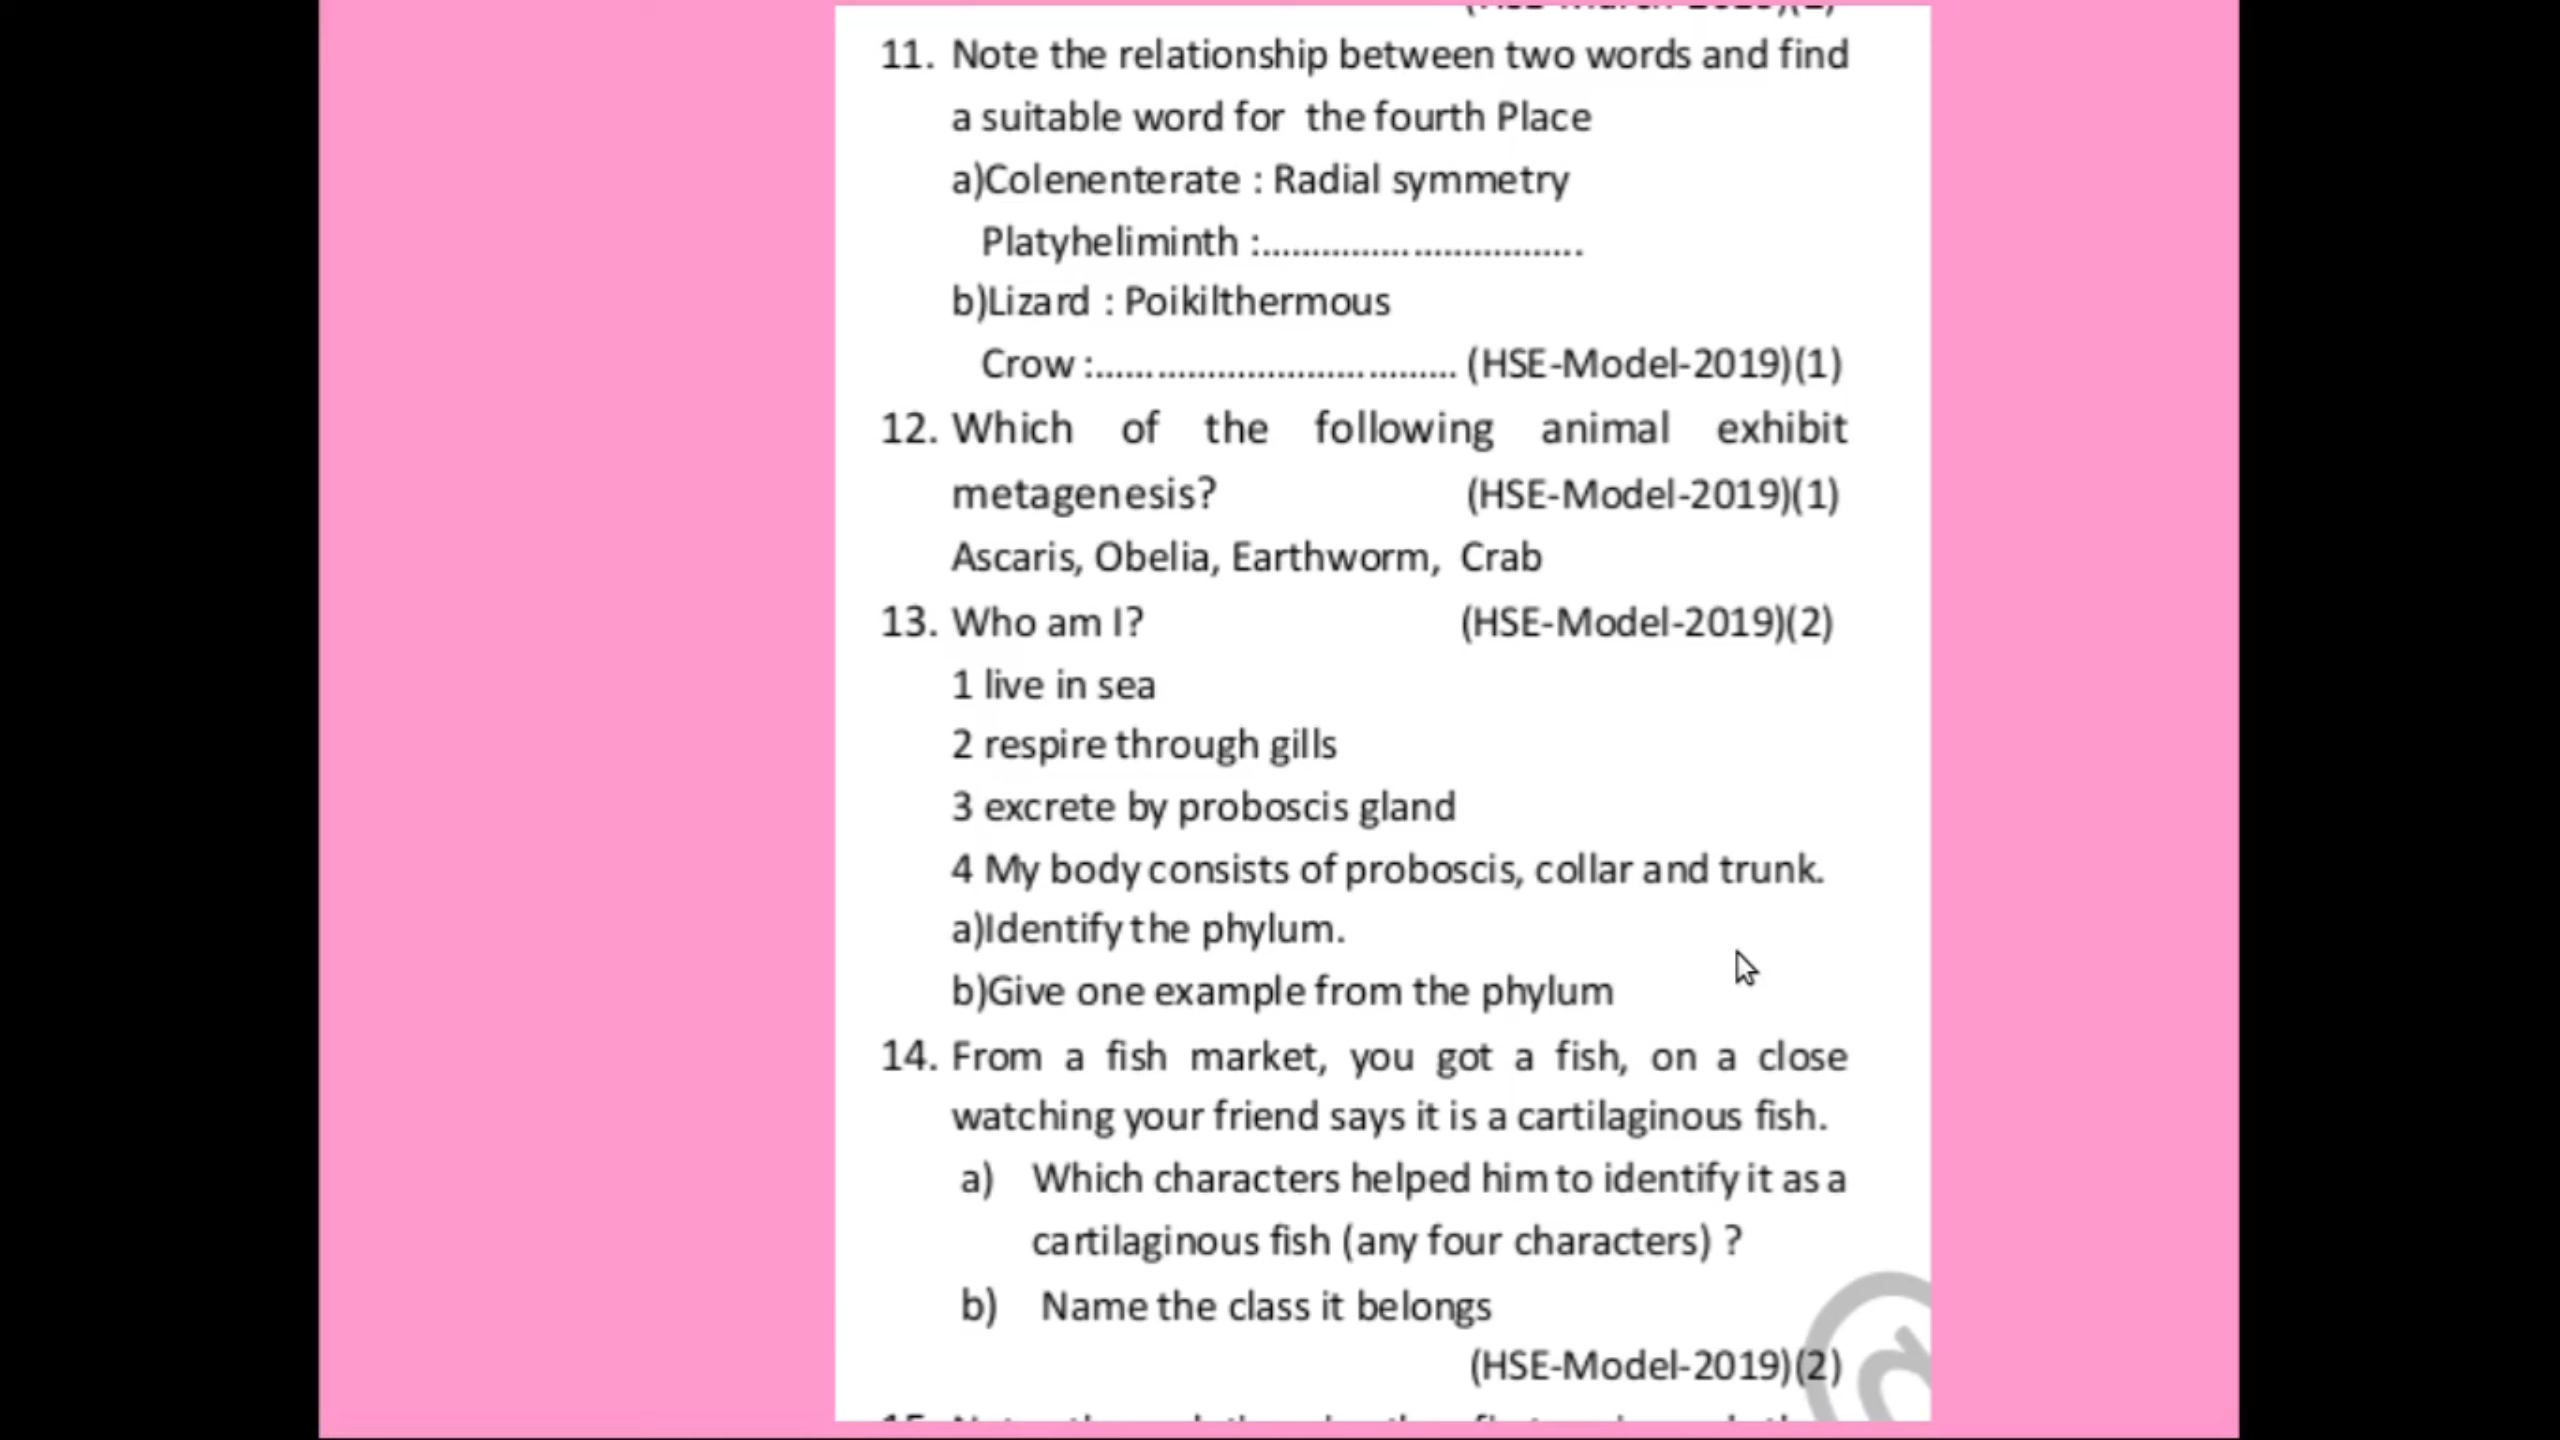 11. Note the relationship between two words and find
a suitable word for the fourth Place
a)Colenenterate : Radial symmetry
Platyheliminth :................................
b)Lizard : Poikilthermous
Crow :.................................... (HSE-Model-2019)(1)
12. Which of the following animal exhibit
metagenesis? (HSE-Model-2019)(1)
Ascaris, Obelia, Earthworm, Crab
13. Who am I? (HSE-Model-2019)(2)
1 live in sea
2 respire through gills
3 excrete by proboscis gland
4 My body consists of proboscis, collar and trunk.
a)Identify the phylum.
b)Give one example from the phylum
14. From a fish market, you got a fish, on a close
watching your friend says it is a cartilaginous fish.
a) Which characters helped him to identify it as a
cartilaginous fish (any four characters) ?
b) Name the class it belongs
(HSE-Model-2019)(2)